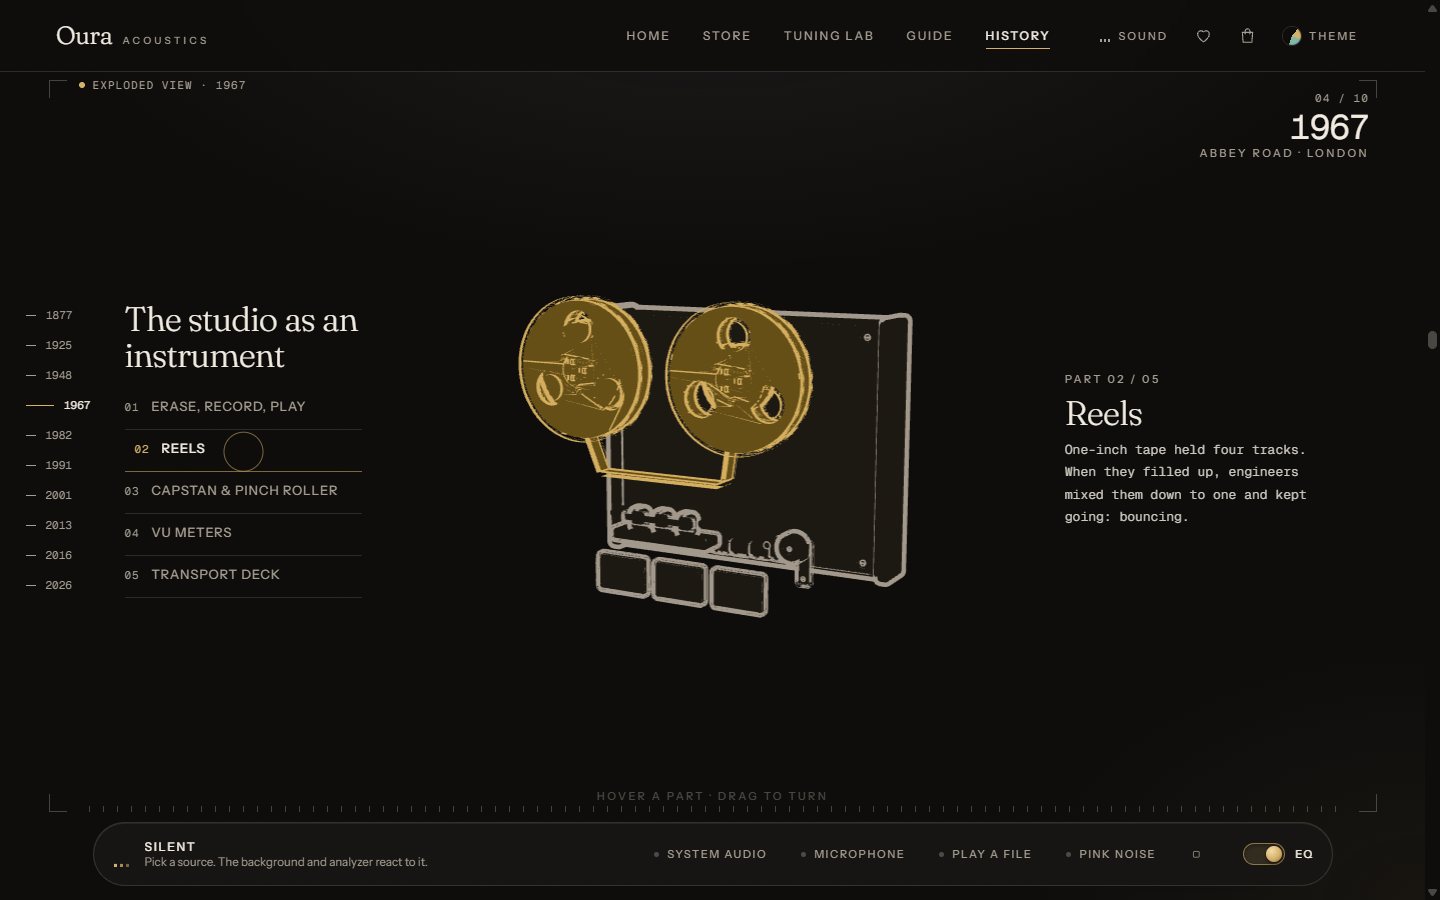 Oura ACOUSTICS
HOME STORE TUNING LAB GUIDE HISTORY SOUND THEME
EXPLODED VIEW · 1967
04 / 10
1967
ABBEY ROAD · LONDON
1877
1925
1948
1967
1982
1991
2001
2013
2016
2026
The studio as an
instrument
01 ERASE, RECORD, PLAY
02 REELS
03 CAPSTAN & PINCH ROLLER
04 VU METERS
05 TRANSPORT DECK
PART 02 / 05
Reels
One-inch tape held four tracks.
When they filled up, engineers
mixed them down to one and kept
going: bouncing.
HOVER A PART · DRAG TO TURN
SILENT
Pick a source. The background and analyzer react to it.
SYSTEM AUDIO MICROPHONE PLAY A FILE PINK NOISE EQ